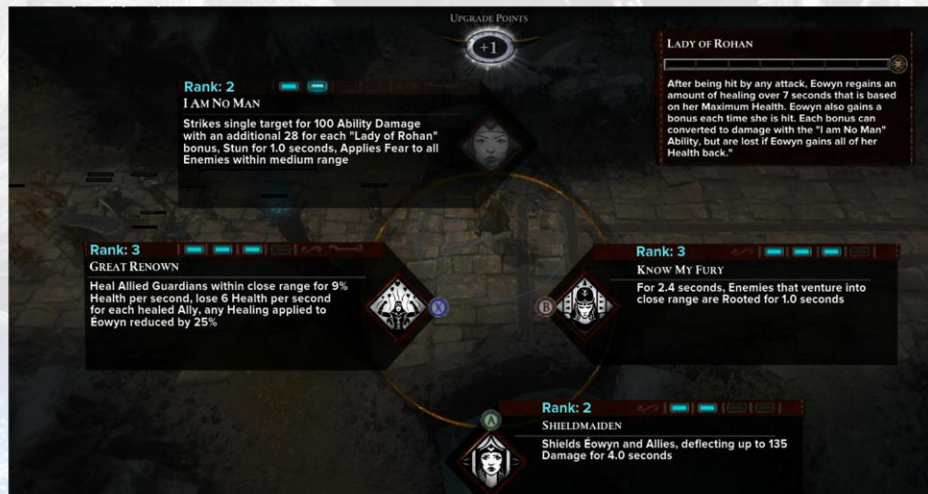 UPGRADE POINTS
+1
LADY OF ROHAN
After being hit by any attack, Eowyn regains an
amount of healing over 7 seconds that is based
on her Maximum Health. Eowyn also gains a
bonus each time she is hit. Each bonus can
converted to damage with the "I am No Man"
Ability, but are lost if Eowyn gains all of her
Health back."
Rank: 2
I AM NO MAN
Strikes single target for 100 Ability Damage
with an additional 28 for each "Lady of Rohan"
bonus, Stun for 1.0 seconds, Applies Fear to all
Enemies within medium range
Rank: 3
GREAT RENOWN
Heal Allied Guardians within close range for 9%
Health per second, lose 6 Health per second
for each healed Ally, any Healing applied to
Éowyn reduced by 25%
X
Rank: 3
KNOW MY FURY
For 2.4 seconds, Enemies that venture into
close range are Rooted for 1.0 seconds
B
Rank: 2
SHIELDMAIDEN
Shields Éowyn and Allies, deflecting up to 135
Damage for 4.0 seconds
A